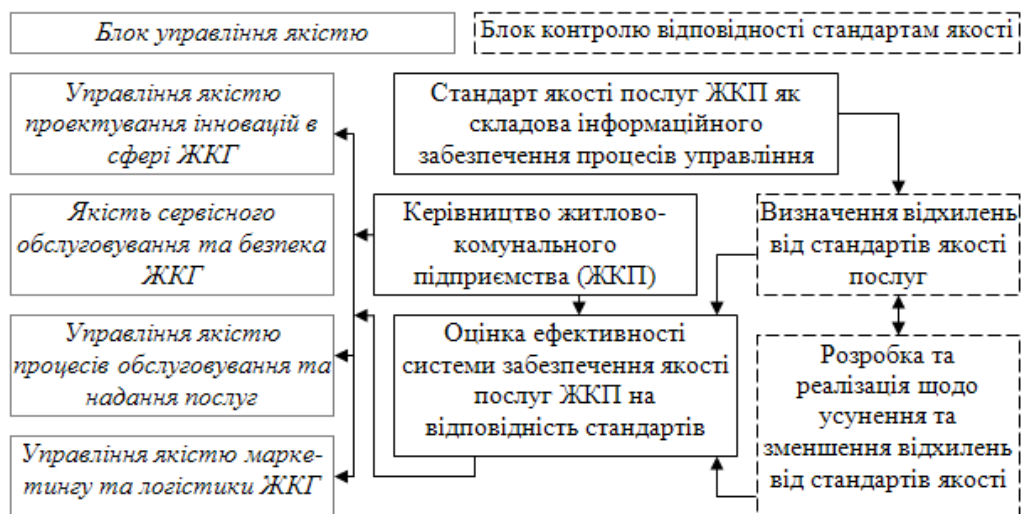 Блок управління якістю
Блок контролю відповідності стандартам якості
Управління якістю
проектування інновацій в
сфері ЖКГ
Стандарт якості послуг ЖКП як
складова інформаційного
забезпечення процесів управління
Якість сервісного
обслуговування та безпека
ЖКГ
Керівництво житлово-
комунального
підприємства (ЖКП)
Визначення відхилень
від стандартів якості
послуг
Управління якістю
процесів обслуговування та
надання послуг
Оцінка ефективності
системи забезпечення якості
послуг ЖКП на
відповідність стандартів
Розробка та
реалізація щодо
усунення та
зменшення відхилень
від стандартів якості
Управління якістю марке-
тингу та логістики ЖКГ